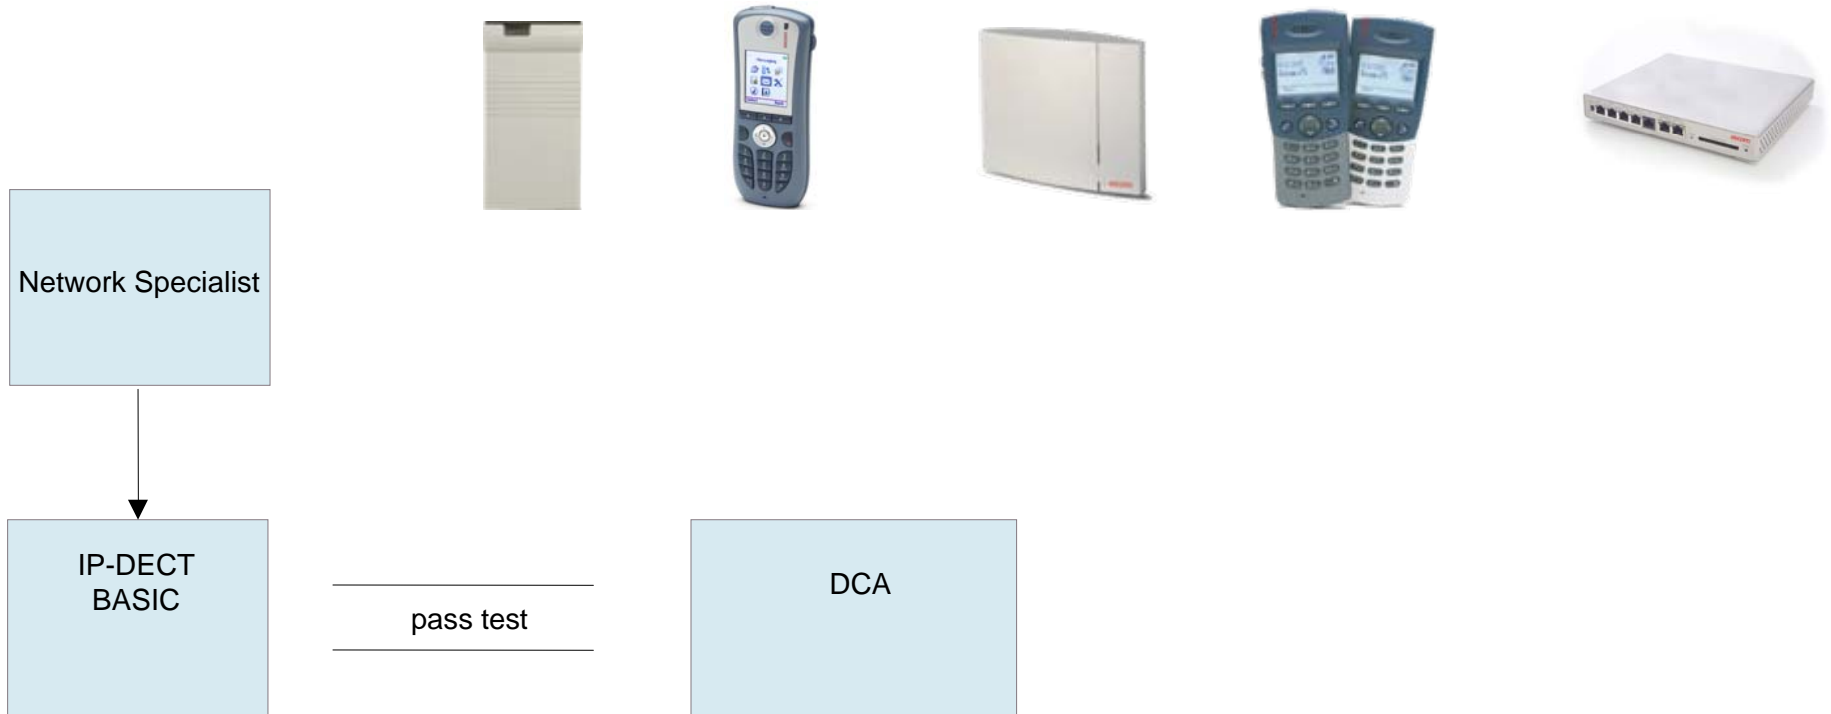 Network Specialist
IP-DECT
BASIC
pass test
DCA